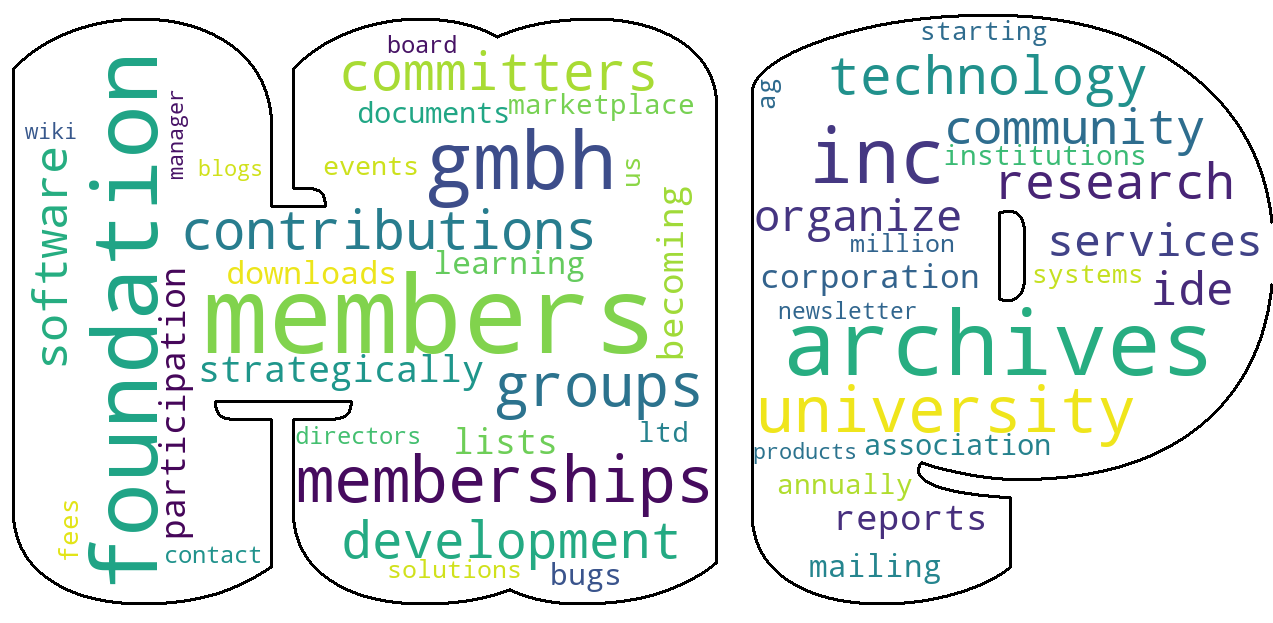 wiki
software
foundation
manager
participation
fees
blogs
contact
board
committers
documents
marketplace
events
gmbh
us
contributions
becoming
downloads
learning
members
strategically
groups
directors
lists
ltd
memberships
development
solutions
bugs
starting
technology
ag
community
inc
institutions
research
organize
million
services
corporation
systems
ide
newsletter
archives
university
products
association
annually
reports
mailing